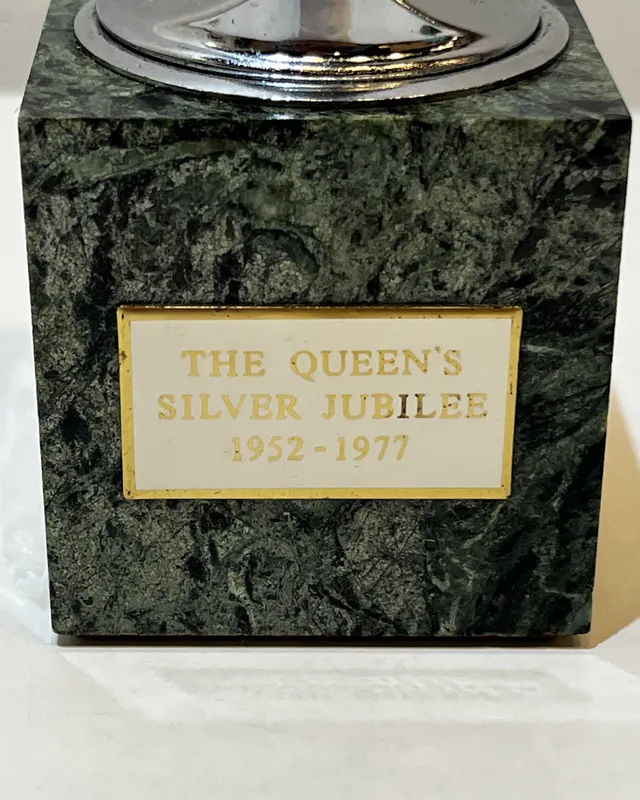 THE QUEEN'S
SILVER JUBILEE
1952-1977